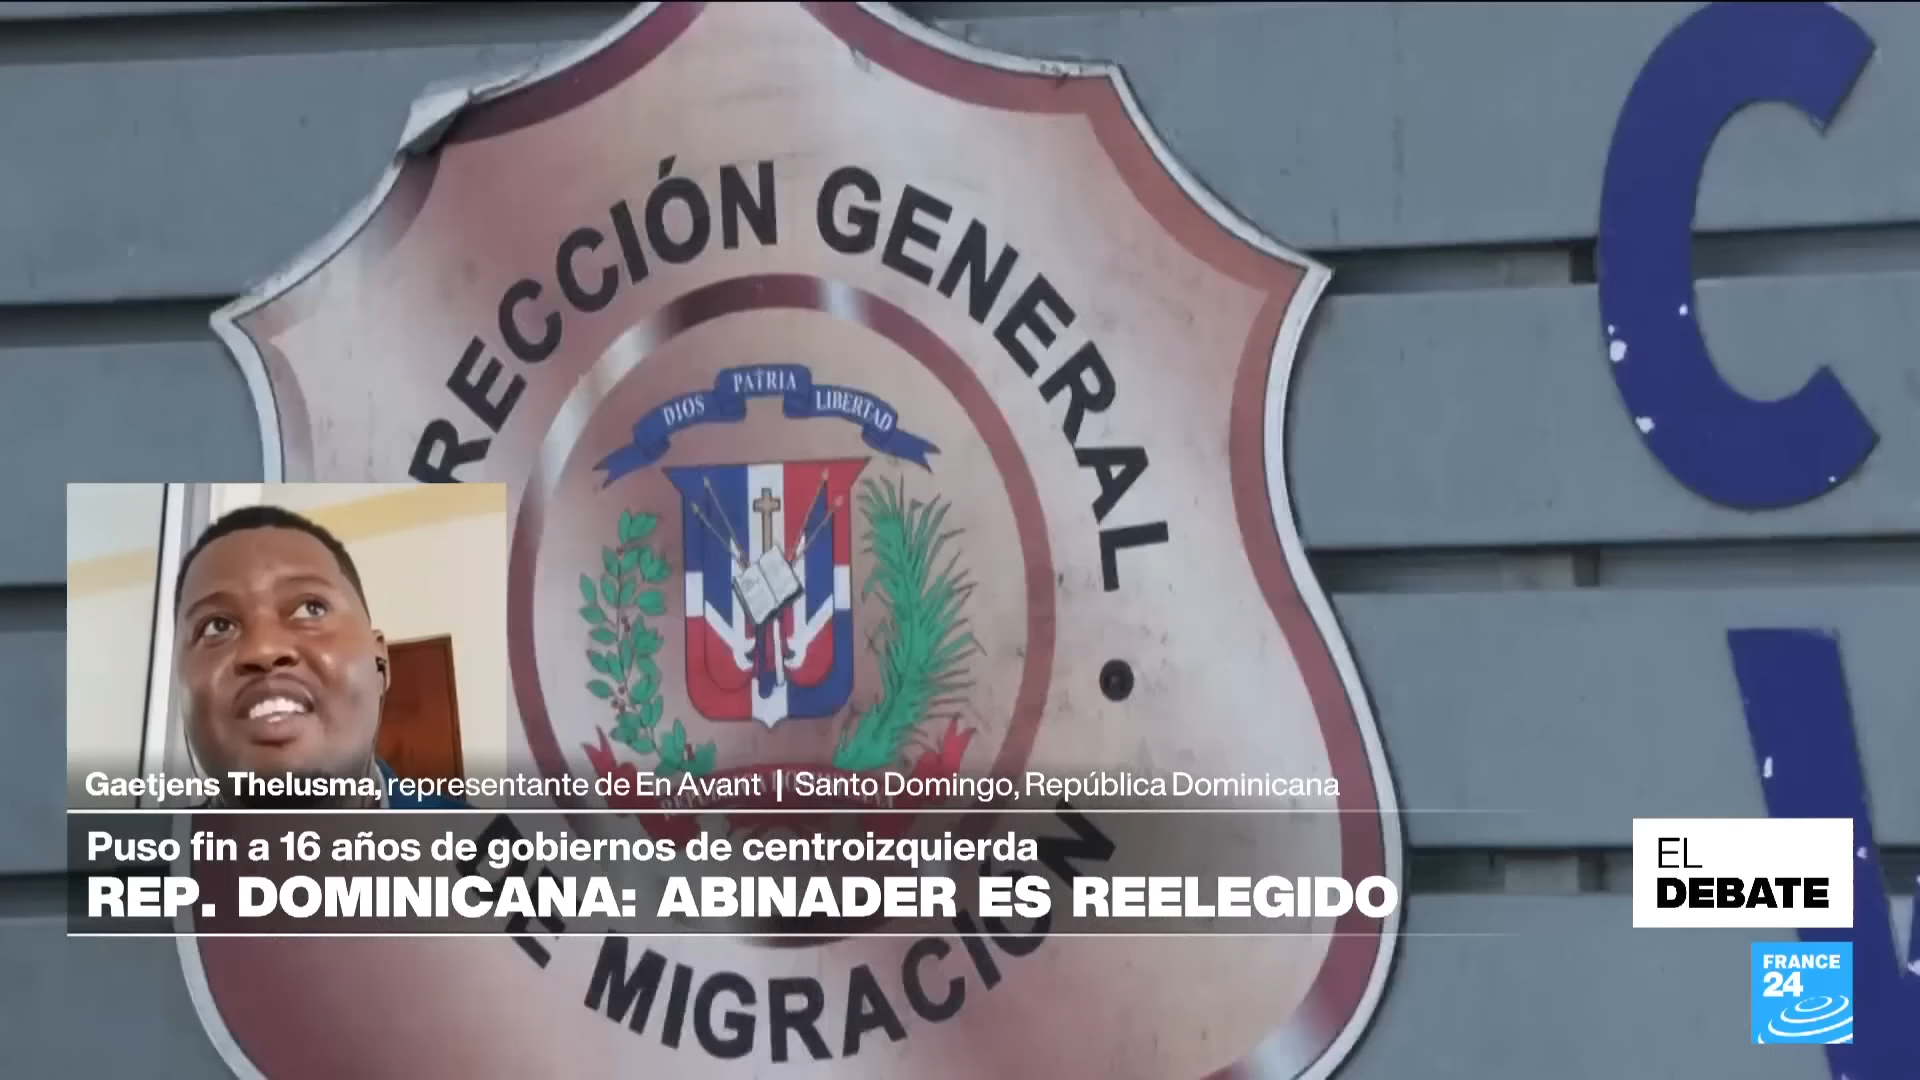 RECCIÓN GENERAL
DIOS PATRIA LIBERTAD
C
Gaetjens Thelusma, representante de En Avant | Santo Domingo, República Dominicana
Puso fin a 16 años de gobiernos de centroizquierda
REP. DOMINICANA: ABINADER ES REELEGIDO
DE MIGRACIÓN
EL
DEBATE
FRANCE
24